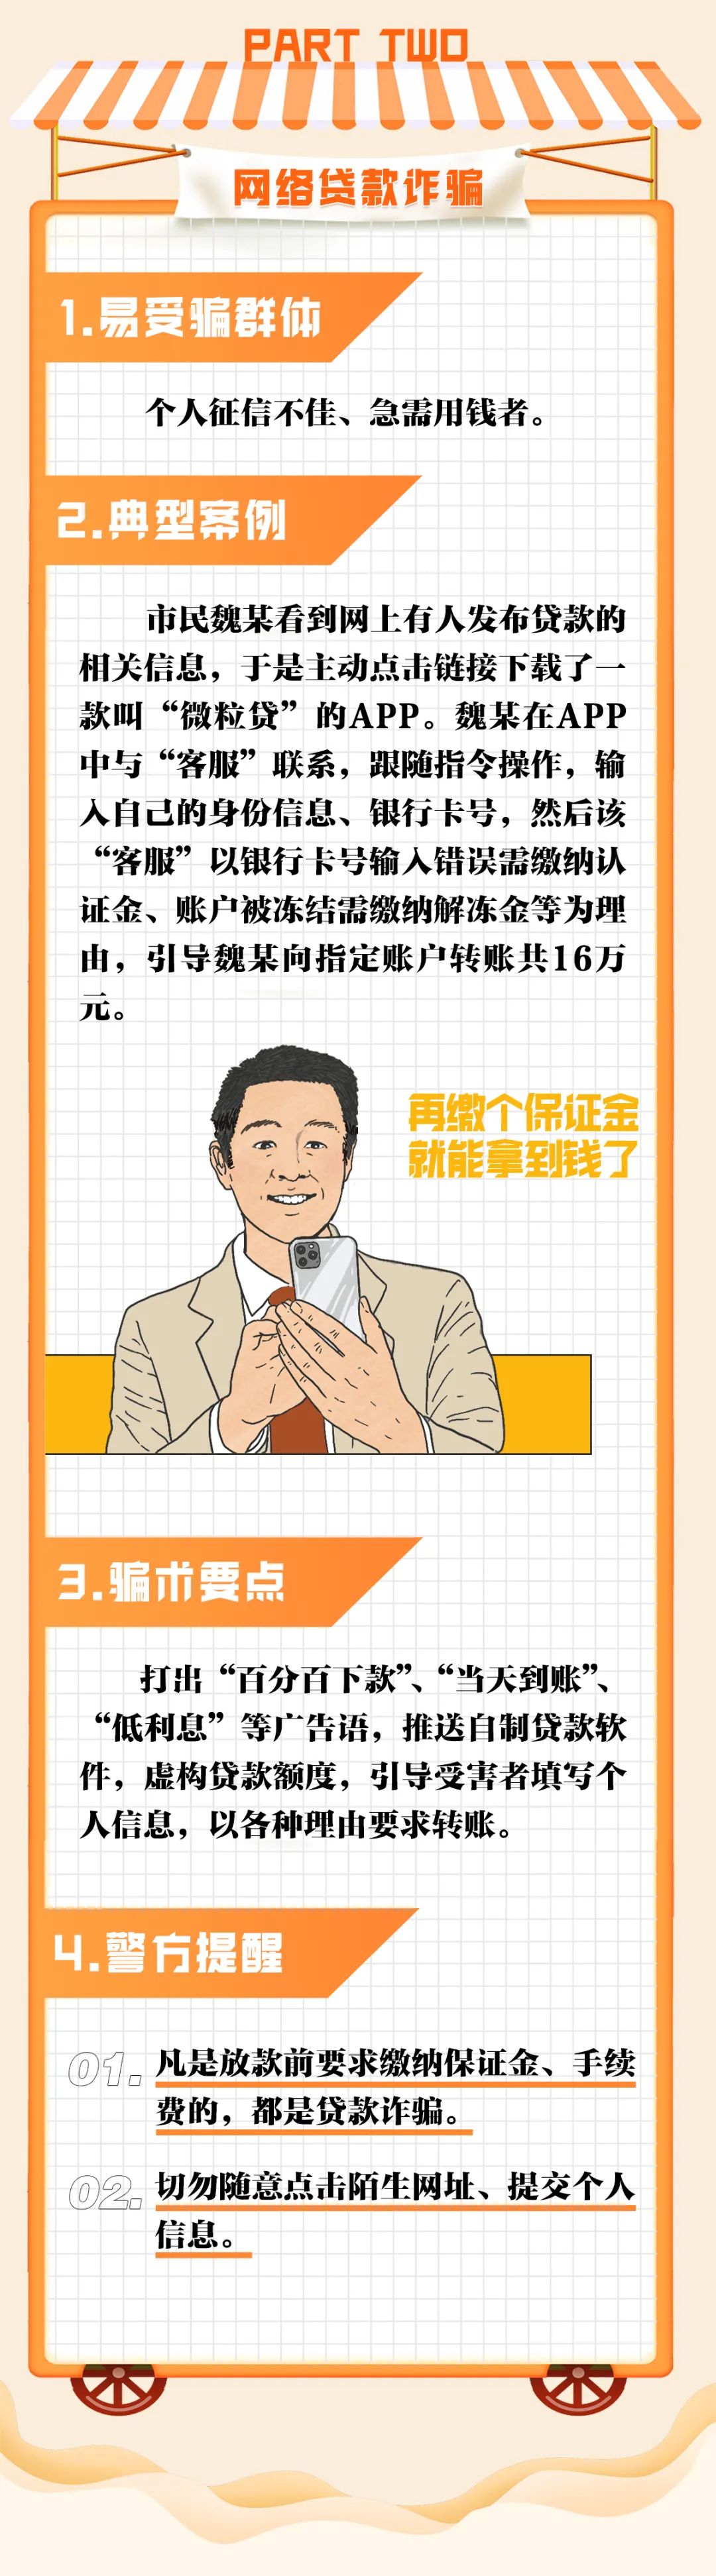 PART TWO
网络贷款诈骗
1.易受骗群体
个人征信不佳、急需用钱者。
2.典型案例
市民魏某看到网上有人发布贷款的
相关信息，于是主动点击链接下载了一
款叫“微粒贷”的APP。魏某在APP
中与“客服”联系，跟随指令操作，输
入自己的身份信息、银行卡号，然后该
“客服”以银行卡号输入错误需缴纳认
证金、账户被冻结需缴纳解冻金等为理
由，引导魏某向指定账户转账共16万
元。
再缴个保证金
就能拿到钱了
3.骗术要点
打出“百分百下款”、“当天到账”、
“低利息”等广告语，推送自制贷款软
件，虚构贷款额度，引导受害者填写个
人信息，以各种理由要求转账。
4.警方提醒
01. 凡是放款前要求缴纳保证金、手续
费的，都是贷款诈骗。
02. 切勿随意点击陌生网址、提交个人
信息。